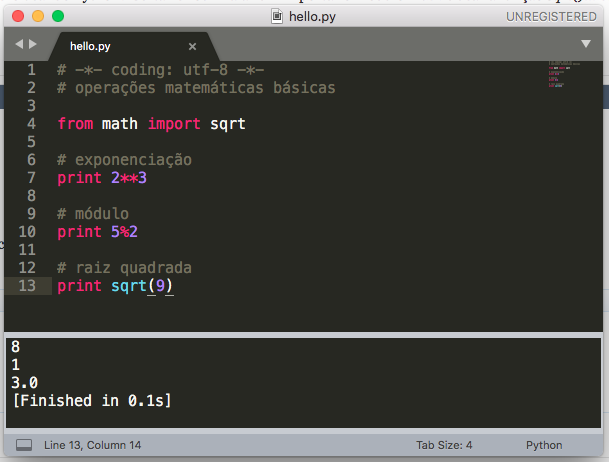 hello.py
UNREGISTERED
hello.py
1 # -*- coding: utf-8 -*-
2 # operações matemáticas básicas
3
4 from math import sqrt
5
6 # exponenciação
7 print 2**3
8
9 # módulo
10 print 5%2
11
12 # raiz quadrada
13 print sqrt(9)
8
1
3.0
[Finished in 0.1s]
Line 13, Column 14
Tab Size: 4
Python